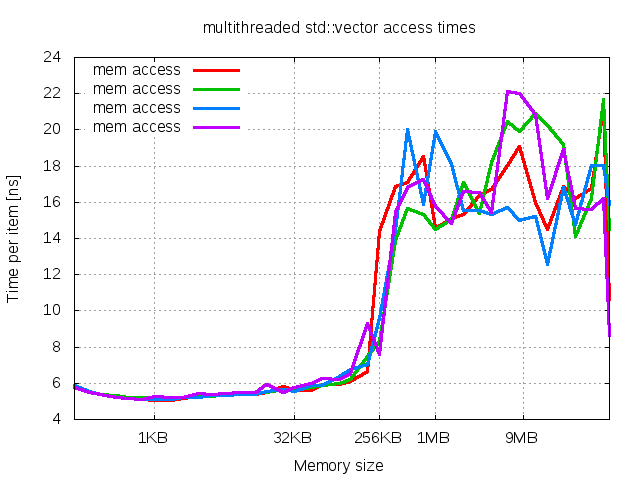 multithreaded std::vector access times
24
22
20
18
16
14
12
10
8
6
4
Time per item [ns]
mem access
mem access
mem access
mem access
1KB 32KB 256KB 1MB 9MB
Memory size